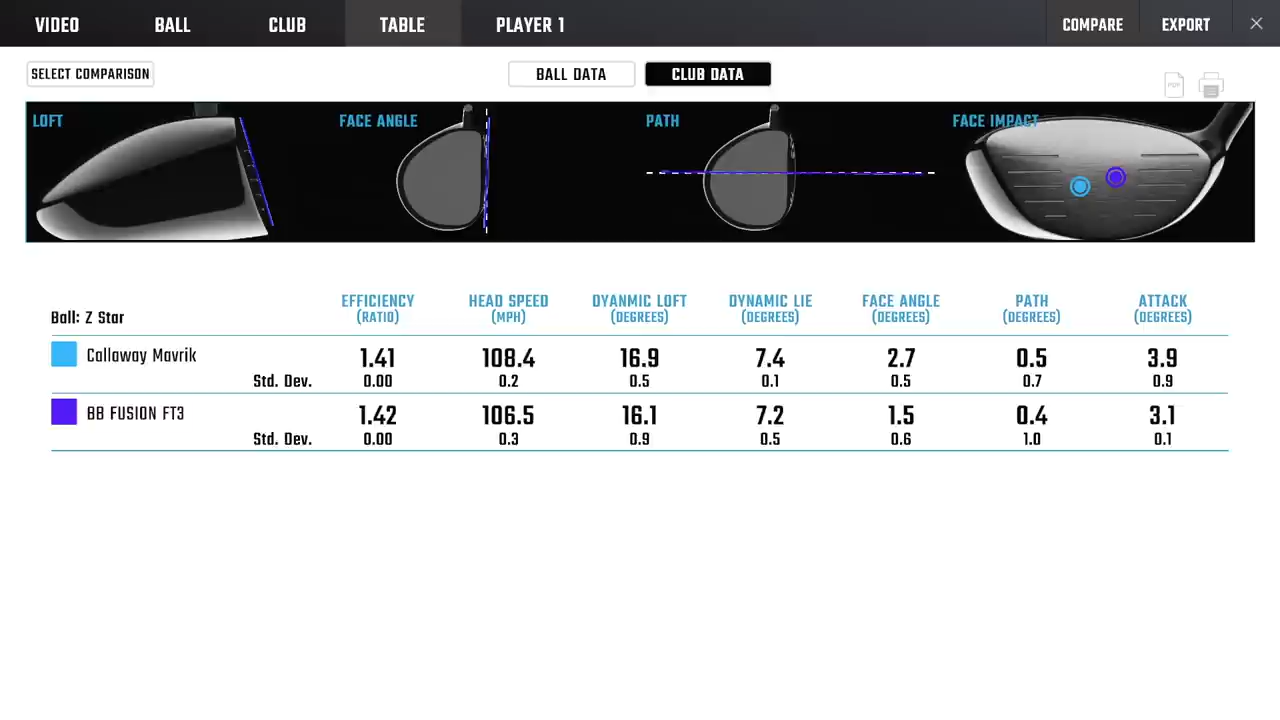 VIDEO BALL CLUB TABLE PLAYER 1 COMPARE EXPORT
SELECT COMPARISON BALL DATA CLUB DATA
PDF
LOFT FACE ANGLE PATH FACE IMPACT
EFFICIENCY HEAD SPEED DYANMIC LOFT DYNAMIC LIE FACE ANGLE PATH ATTACK
Ball: Z Star (RATIO) (MPH) (DEGREES) (DEGREES) (DEGREES) (DEGREES) (DEGREES)
Callaway Mavrik 1.41 108.4 16.9 7.4 2.7 0.5 3.9
Std. Dev. 0.00 0.2 0.5 0.1 0.5 0.7 0.9
BB FUSION FT3 1.42 106.5 16.1 7.2 1.5 0.4 3.1
Std. Dev. 0.00 0.3 0.9 0.5 0.6 1.0 0.1